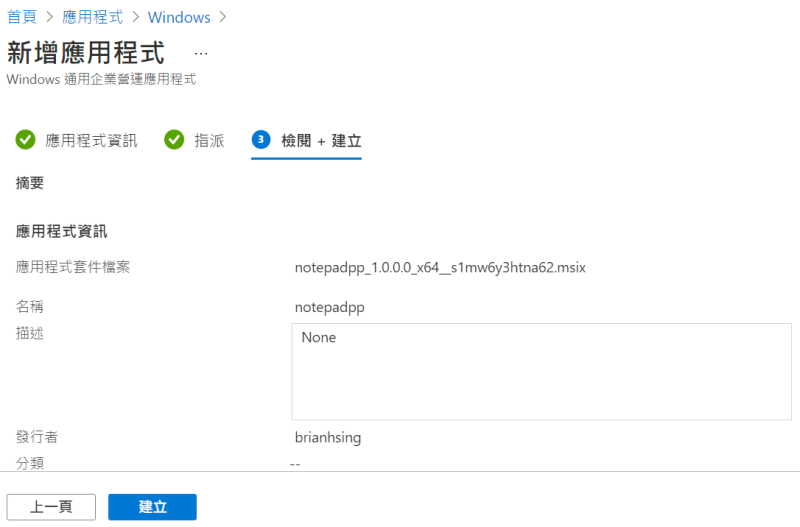 首頁 > 應用程式 > Windows >
新增應用程式 ...
Windows 通用企業營運應用程式
應用程式資訊 指派 3 檢閱 + 建立
摘要
應用程式資訊
應用程式套件檔案 notepadpp_1.0.0.0_x64__s1mw6y3htna62.msix
名稱 notepadpp
描述 None
發行者 brianhsing
分類 --
上一頁 建立